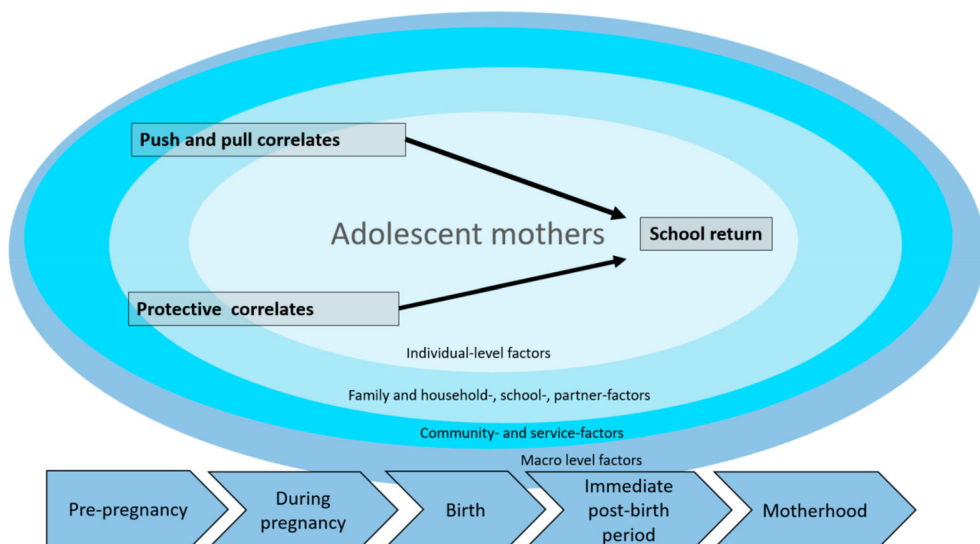 Push and pull correlates
Adolescent mothers
School return
Protective correlates
Individual-level factors
Family and household-, school-, partner-factors
Community- and service-factors
Macro level factors
Pre-pregnancy
During
pregnancy
Birth
Immediate
post-birth
period
Motherhood